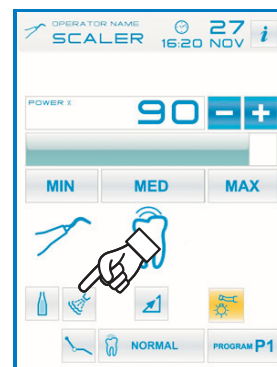 OPERATOR NAME
SCALER
16:20
27
NOV
i
POWER %
90
MIN MED MAX
NORMAL
PROGRAM P1